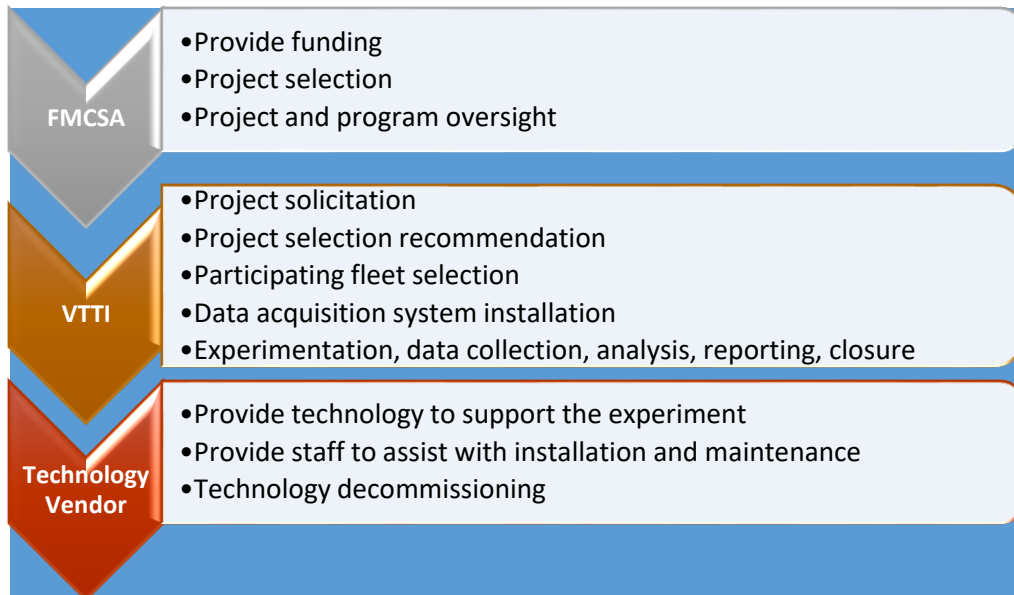 FMCSA
•Provide funding
•Project selection
•Project and program oversight
VTTI
•Project solicitation
•Project selection recommendation
•Participating fleet selection
•Data acquisition system installation
•Experimentation, data collection, analysis, reporting, closure
Technology
Vendor
•Provide technology to support the experiment
•Provide staff to assist with installation and maintenance
•Technology decommissioning